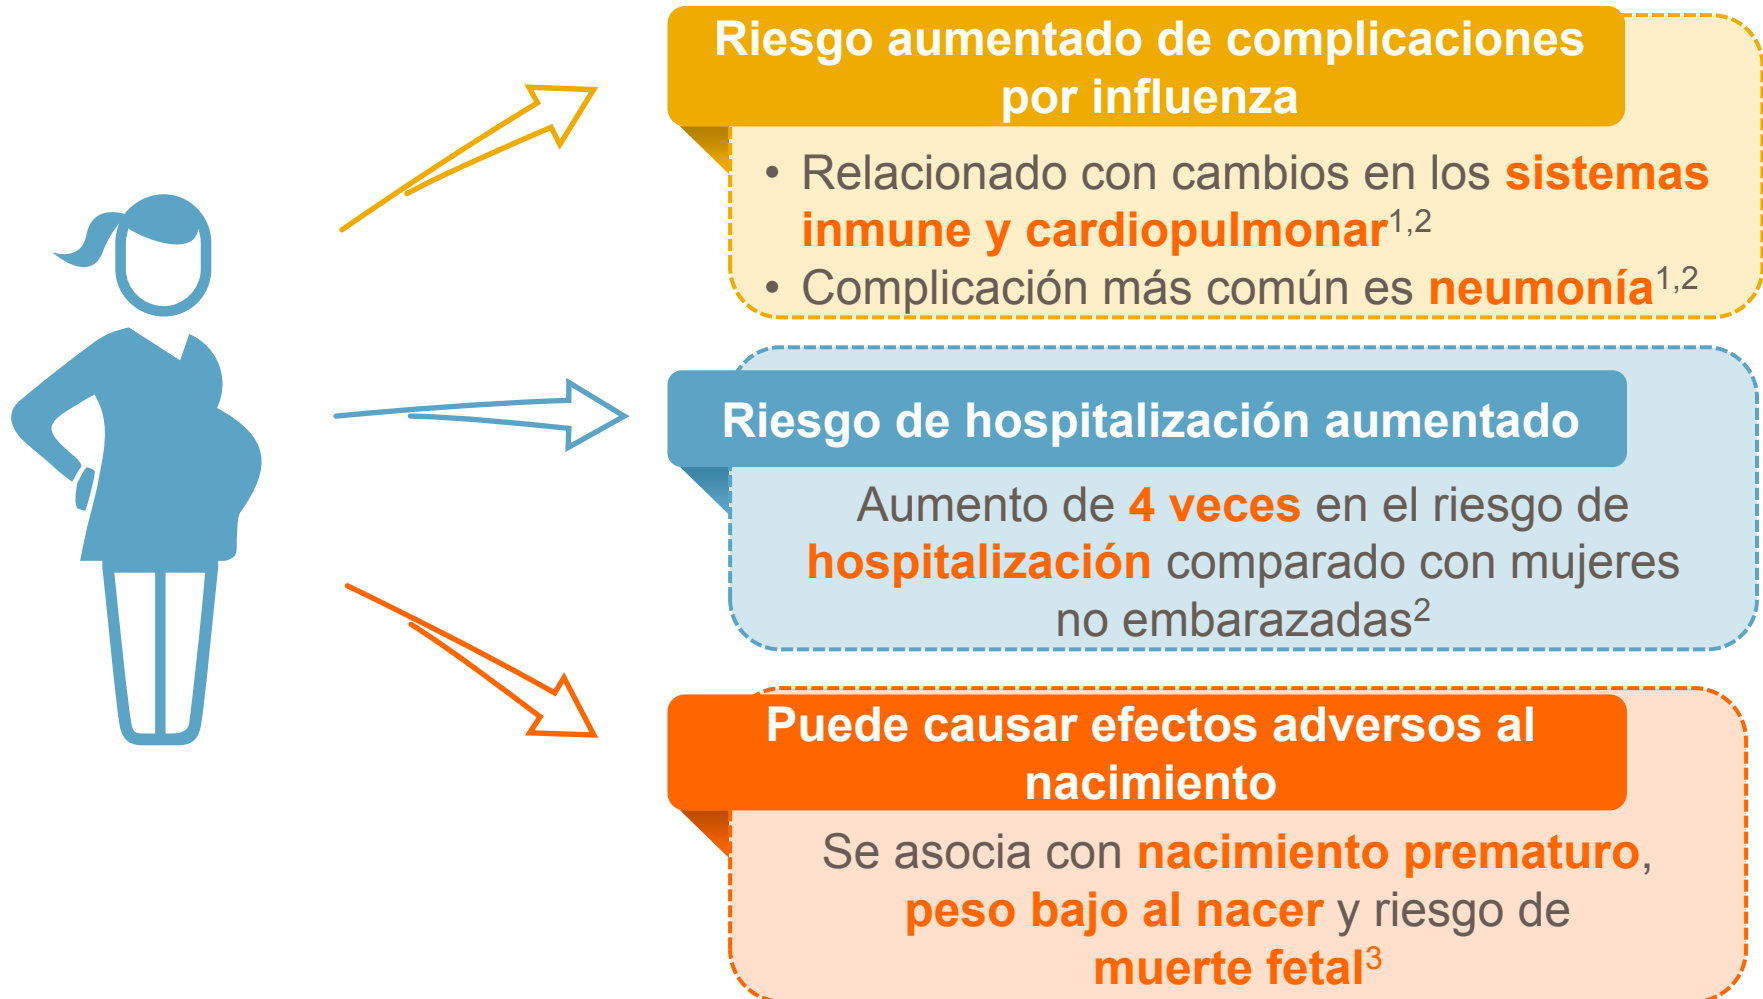 Riesgo aumentado de complicaciones
por influenza
• Relacionado con cambios en los sistemas
inmune y cardiopulmonar1,2
• Complicación más común es neumonía1,2
Riesgo de hospitalización aumentado
Aumento de 4 veces en el riesgo de
hospitalización comparado con mujeres
no embarazadas2
Puede causar efectos adversos al
nacimiento
Se asocia con nacimiento prematuro,
peso bajo al nacer y riesgo de
muerte fetal3